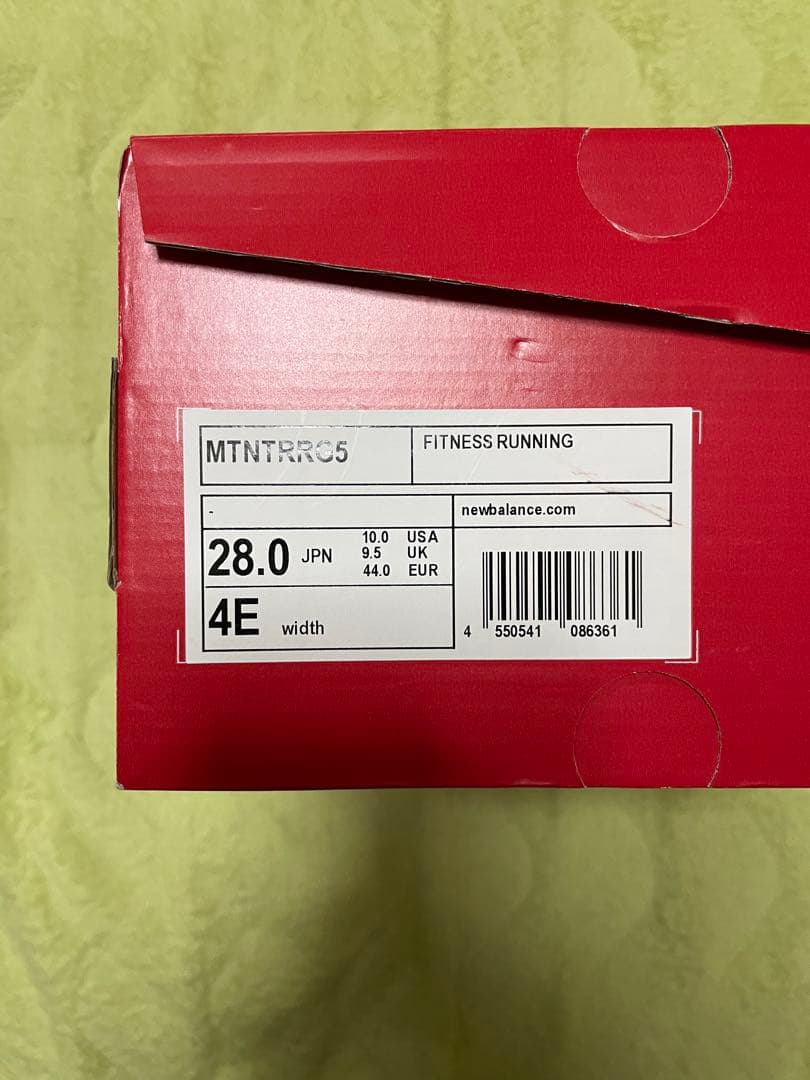 MTNTRRG5
FITNESS RUNNING
-
newbalance.com
28.0 JPN
10.0 USA
9.5 UK
44.0 EUR
4E width
4 550541 086361